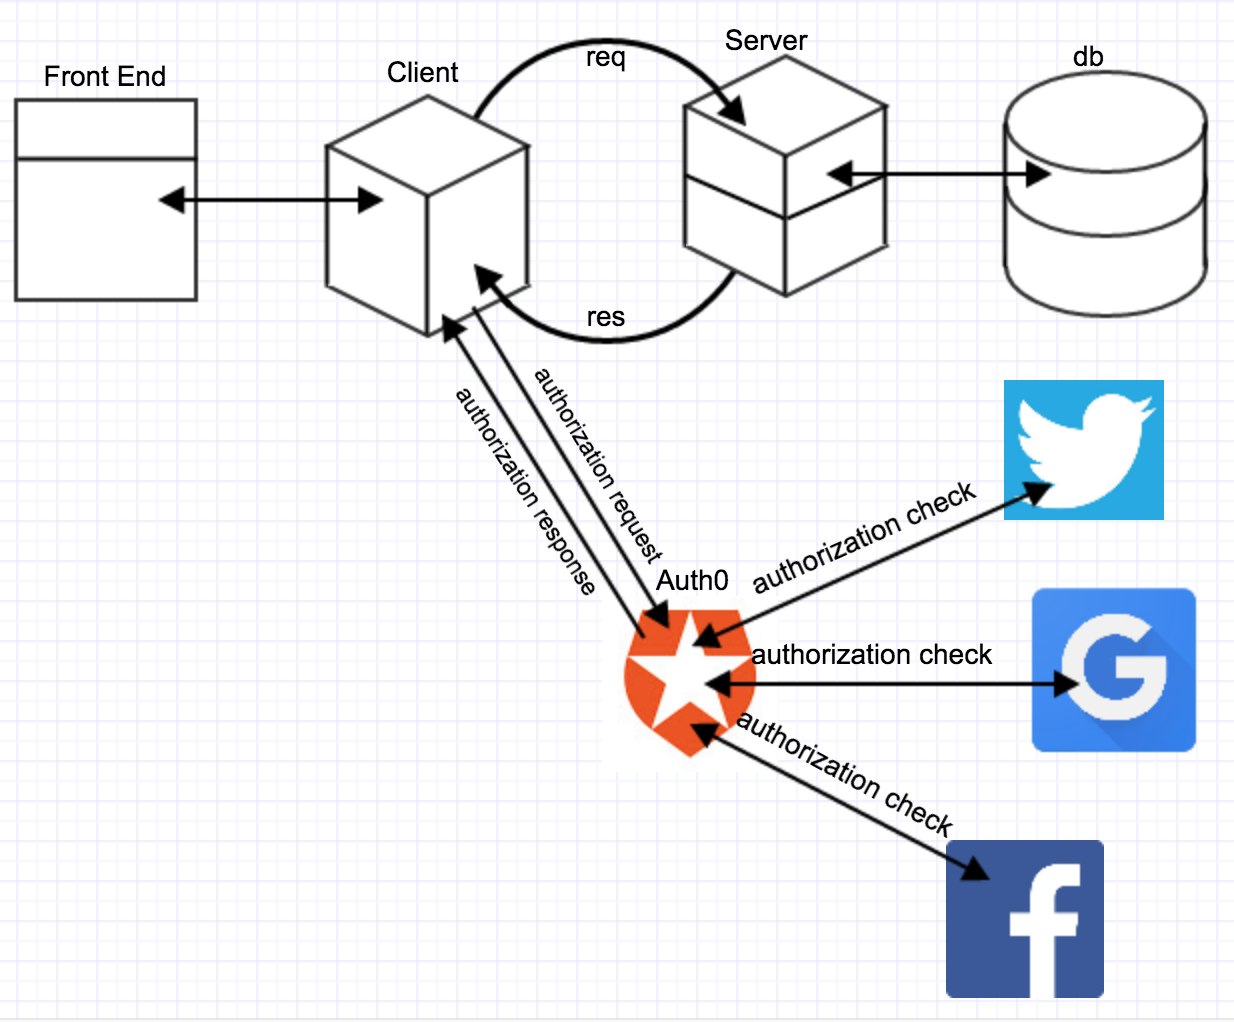 Front End
Client
req
Server
db
res
authorization request
authorization response
Auth0
authorization check
authorization check
authorization check